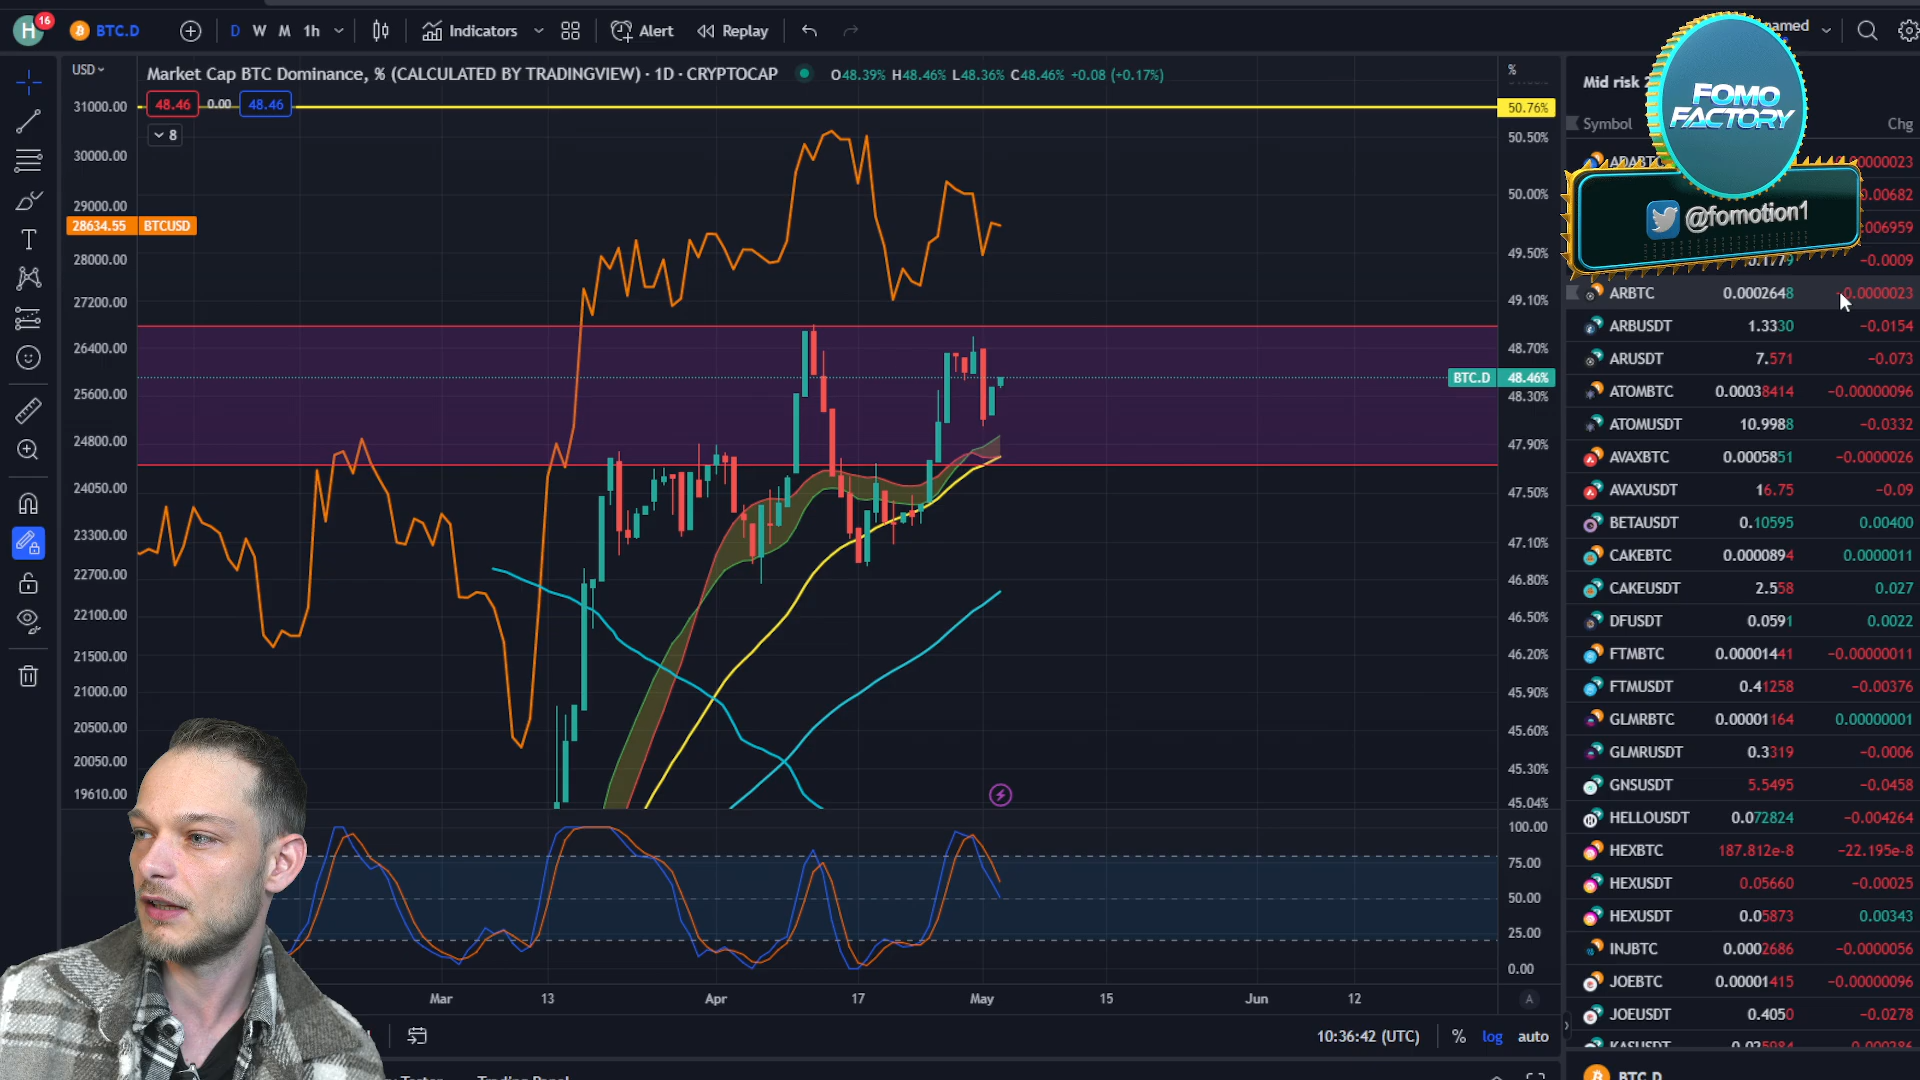 H 16 BTC.D D W M 1h Indicators Alert Replay
USD Market Cap BTC Dominance, % (CALCULATED BY TRADINGVIEW) · 1D · CRYPTOCAP O48.39% H48.46% L48.36% C48.46% +0.08 (+0.17%) %
48.46 0.00 48.46
8
31000.00
30000.00
29000.00
28634.55 BTCUSD
28000.00
27200.00
26400.00
25600.00
24800.00
24050.00
23300.00
22700.00
22100.00
21500.00
21000.00
20500.00
20050.00
19610.00
50.76%
50.50%
50.00%
49.50%
49.10%
48.70%
BTC.D 48.46%
48.30%
47.90%
47.50%
47.10%
46.80%
46.50%
46.20%
45.90%
45.60%
45.30%
45.04%
100.00
75.00
50.00
25.00
0.00
Mar 13 Apr 17 May 15 Jun 12 A
10:36:42 (UTC) % log auto
named
Mid risk
FOMO
FACTORY
Symbol Chg
@fomotion1
-0.0009
ARBTC 0.0002648 -0.0000023
ARBUSDT 1.3330 -0.0154
ARUSDT 7.571 -0.073
ATOMBTC 0.00038414 -0.00000096
ATOMUSDT 10.9988 -0.0332
AVAXBTC 0.0005851 -0.0000026
AVAXUSDT 16.75 -0.09
BETAUSDT 0.10595 0.00400
CAKEBTC 0.0000894 0.0000011
CAKEUSDT 2.558 0.027
DFUSDT 0.0591 0.0022
FTMBTC 0.00001441 -0.00000011
FTMUSDT 0.41258 -0.00376
GLMRBTC 0.00001164 0.00000001
GLMRUSDT 0.3319 -0.0006
GNSUSDT 5.5495 -0.0458
HELLOUSDT 0.072824 -0.004264
HEXBTC 187.812e-8 -22.195e-8
HEXUSDT 0.05660 -0.00025
HEXUSDT 0.05873 0.00343
INJBTC 0.0002686 -0.0000056
JOEBTC 0.00001415 -0.00000096
JOEUSDT 0.4050 -0.0278
BTC.D